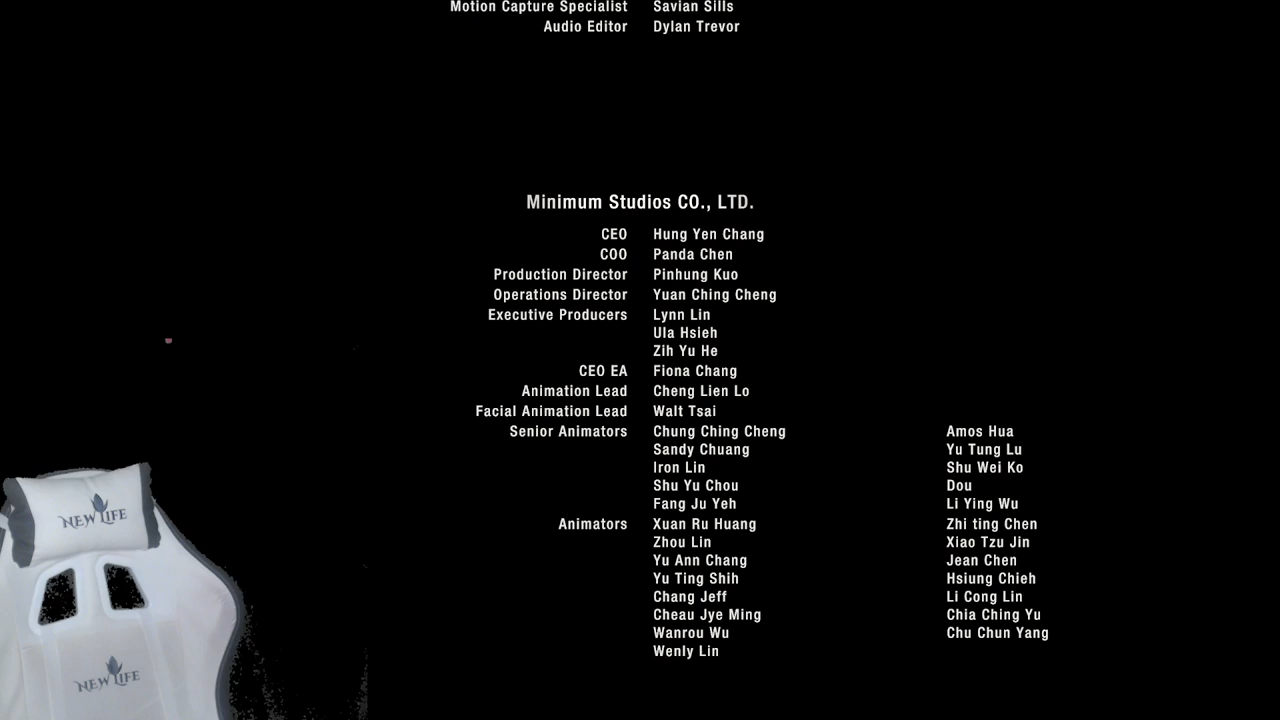 Motion Capture Specialist Savian Sills
Audio Editor Dylan Trevor
Minimum Studios CO., LTD.
CEO Hung Yen Chang
COO Panda Chen
Production Director Pinhung Kuo
Operations Director Yuan Ching Cheng
Executive Producers Lynn Lin
Ula Hsieh
Zih Yu He
CEO EA Fiona Chang
Animation Lead Cheng Lien Lo
Facial Animation Lead Walt Tsai
Senior Animators Chung Ching Cheng Amos Hua
Sandy Chuang Yu Tung Lu
Iron Lin Shu Wei Ko
Shu Yu Chou Dou
Fang Ju Yeh Li Ying Wu
Animators Xuan Ru Huang Zhi ting Chen
Zhou Lin Xiao Tzu Jin
Yu Ann Chang Jean Chen
Yu Ting Shih Hsiung Chieh
Chang Jeff Li Cong Lin
Cheau Jye Ming Chia Ching Yu
Wanrou Wu Chu Chun Yang
Wenly Lin
NEW LIFE
NEW LIFE